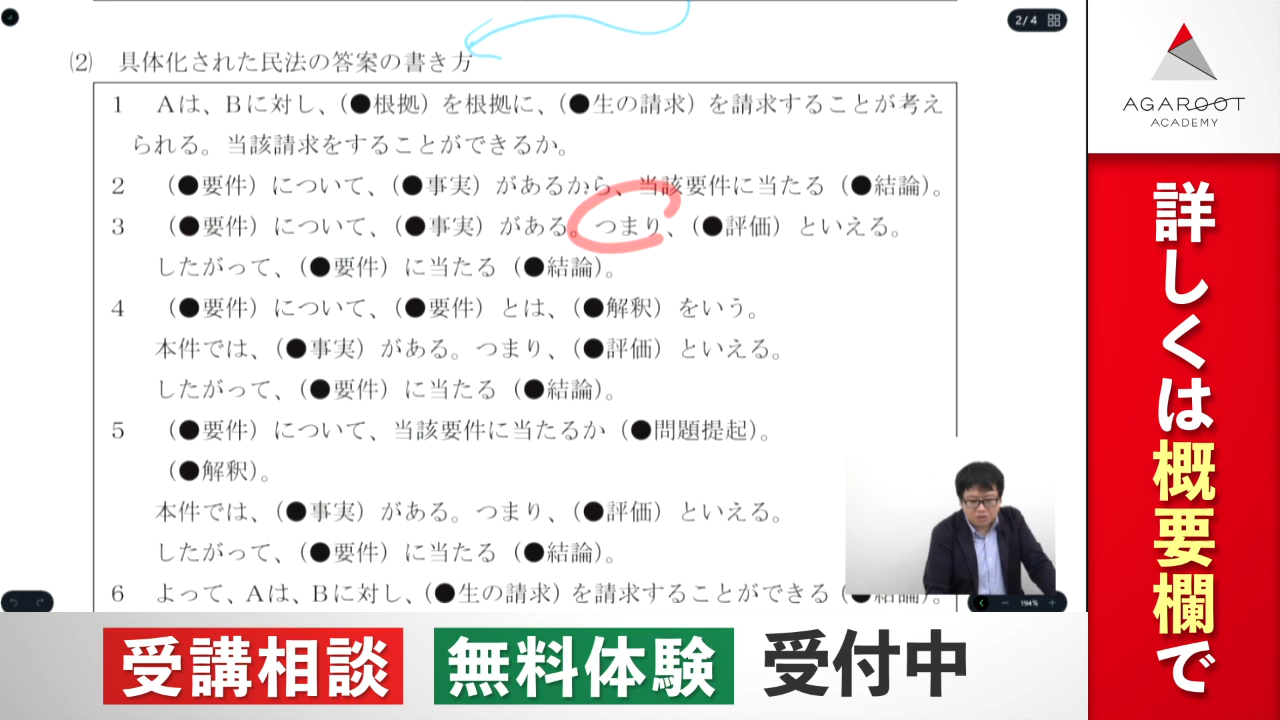 2 / 4
⑵ 具体化された民法の答案の書き方
1 Aは、Bに対し、(●根拠)を根拠に、(●生の請求)を請求することが考え
られる。当該請求をすることができるか。
2 (●要件)について、(●事実)があるから、当該要件に当たる(●結論)。
3 (●要件)について、(●事実)がある。つまり、(●評価)といえる。
したがって、(●要件)に当たる(●結論)。
4 (●要件)について、(●要件)とは、(●解釈)をいう。
本件では、(●事実)がある。つまり、(●評価)といえる。
したがって、(●要件)に当たる(●結論)。
5 (●要件)について、当該要件に当たるか(●問題提起)。
(●解釈)。
本件では、(●事実)がある。つまり、(●評価)といえる。
したがって、(●要件)に当たる(●結論)。
6 よって、Aは、Bに対し、(●生の請求)を請求することができる(●結論)。
194%
AGAROOT
ACADEMY
詳しくは概要欄で
受講相談 無料体験 受付中